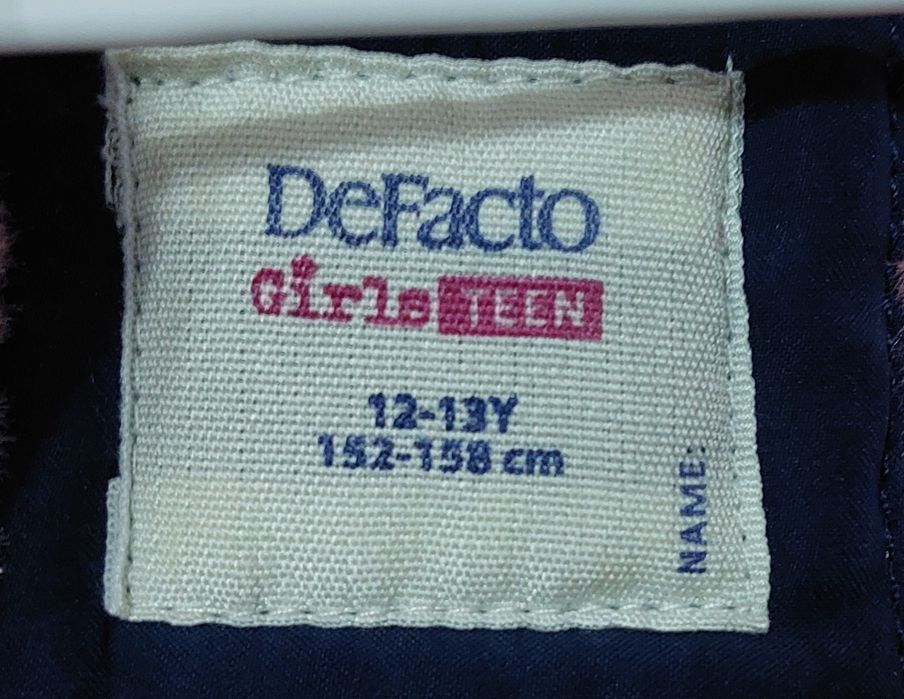 DeFacto
Girls TEEN
12-13Y
152-158 cm
NAME: